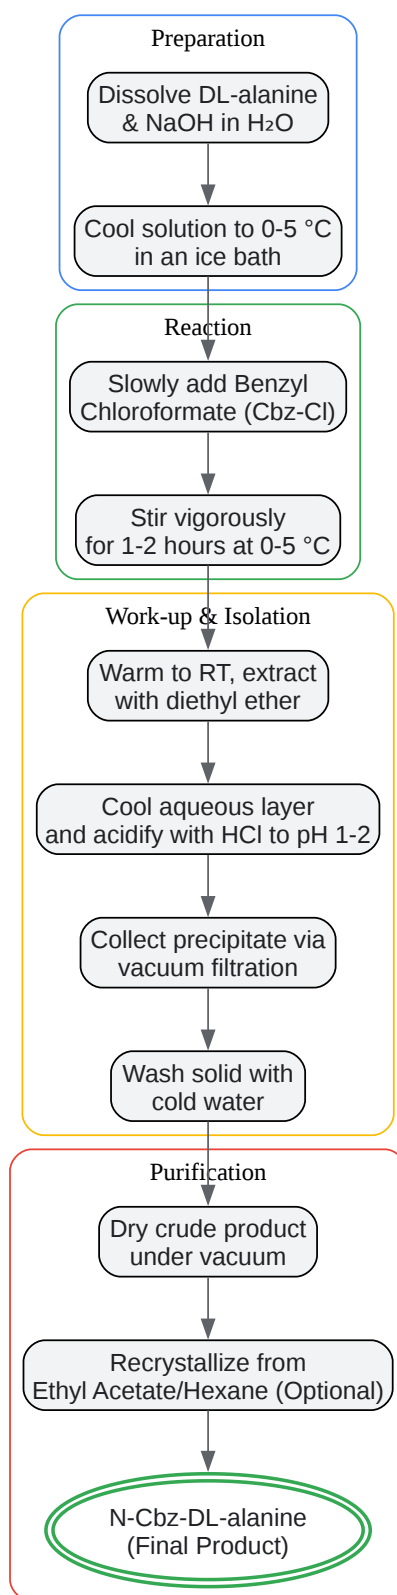 Preparation
Dissolve DL-alanine
& NaOH in H₂O
Cool solution to 0-5 °C
in an ice bath
Reaction
Slowly add Benzyl
Chloroformate (Cbz-Cl)
Stir vigorously
for 1-2 hours at 0-5 °C
Work-up & Isolation
Warm to RT, extract
with diethyl ether
Cool aqueous layer
and acidify with HCl to pH 1-2
Collect precipitate via
vacuum filtration
Wash solid with
cold water
Purification
Dry crude product
under vacuum
Recrystallize from
Ethyl Acetate/Hexane (Optional)
N-Cbz-DL-alanine
(Final Product)